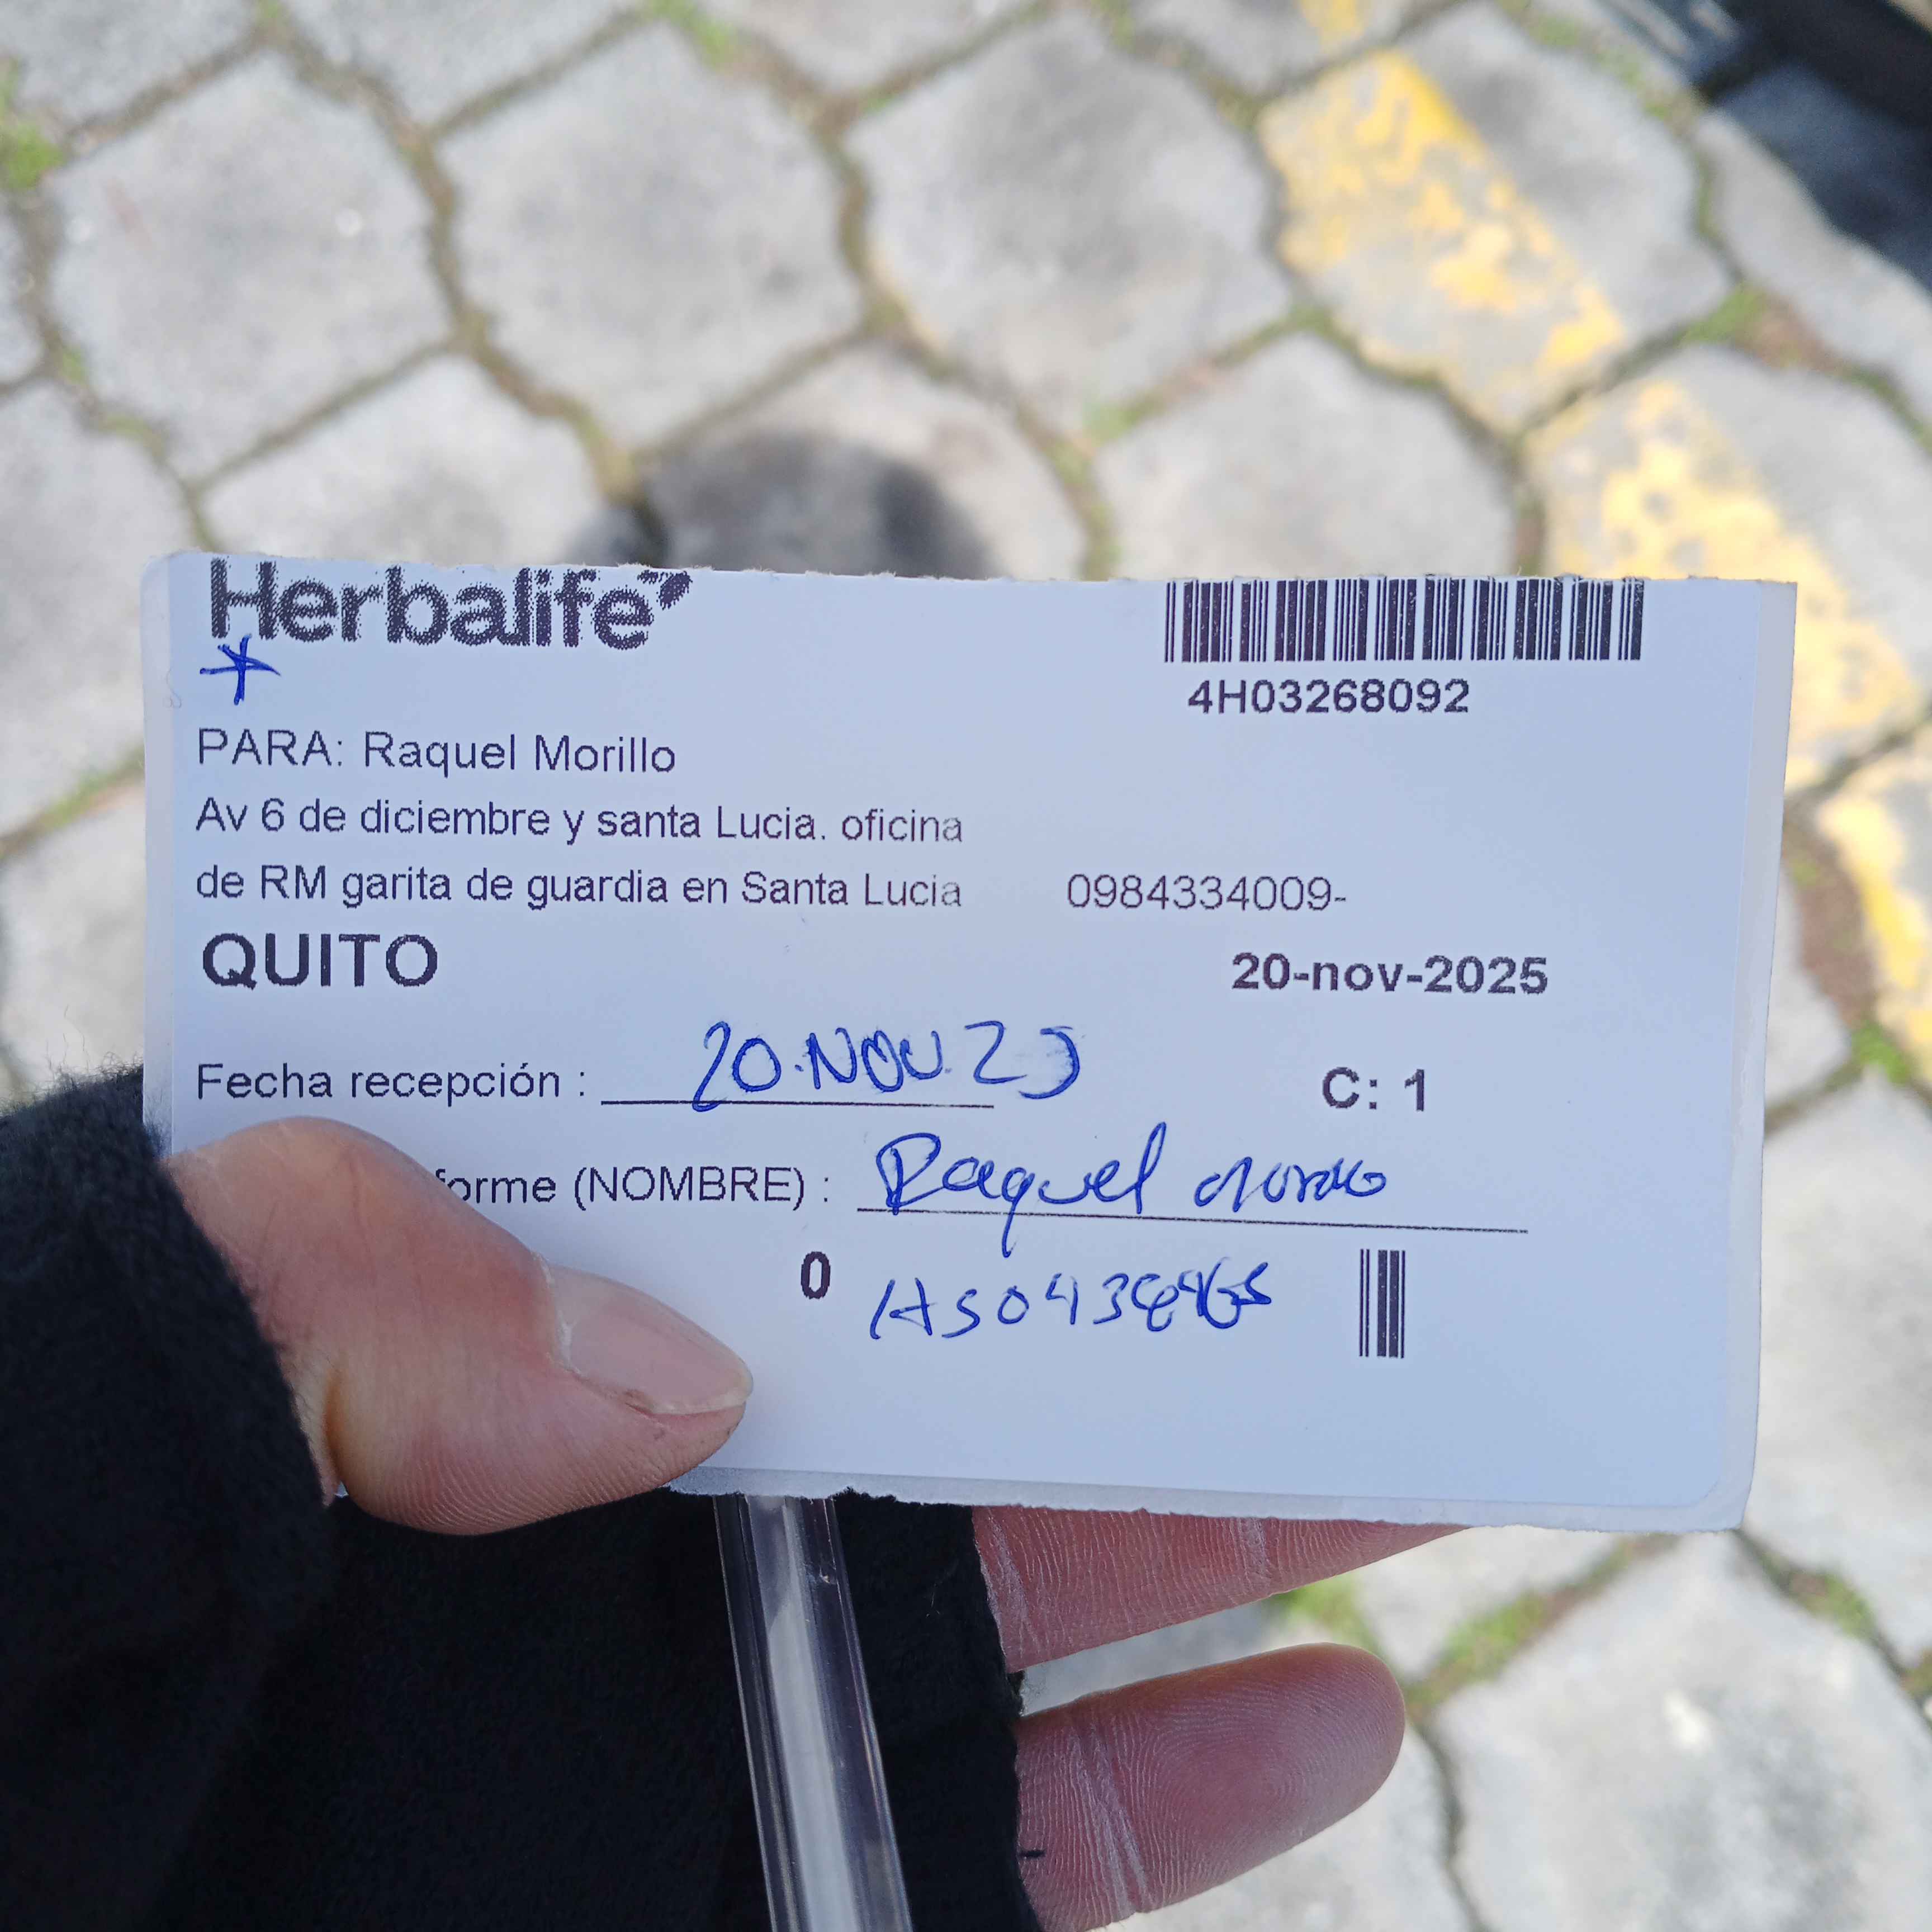 Herbalife
4H03268092
PARA: Raquel Morillo
Av 6 de diciembre y santa Lucia. oficina
de RM garita de guardia en Santa Lucia 0984334009-
QUITO 20-nov-2025
Fecha recepción : 20.NOV.25
C: 1
forme (NOMBRE) : Raquel
0